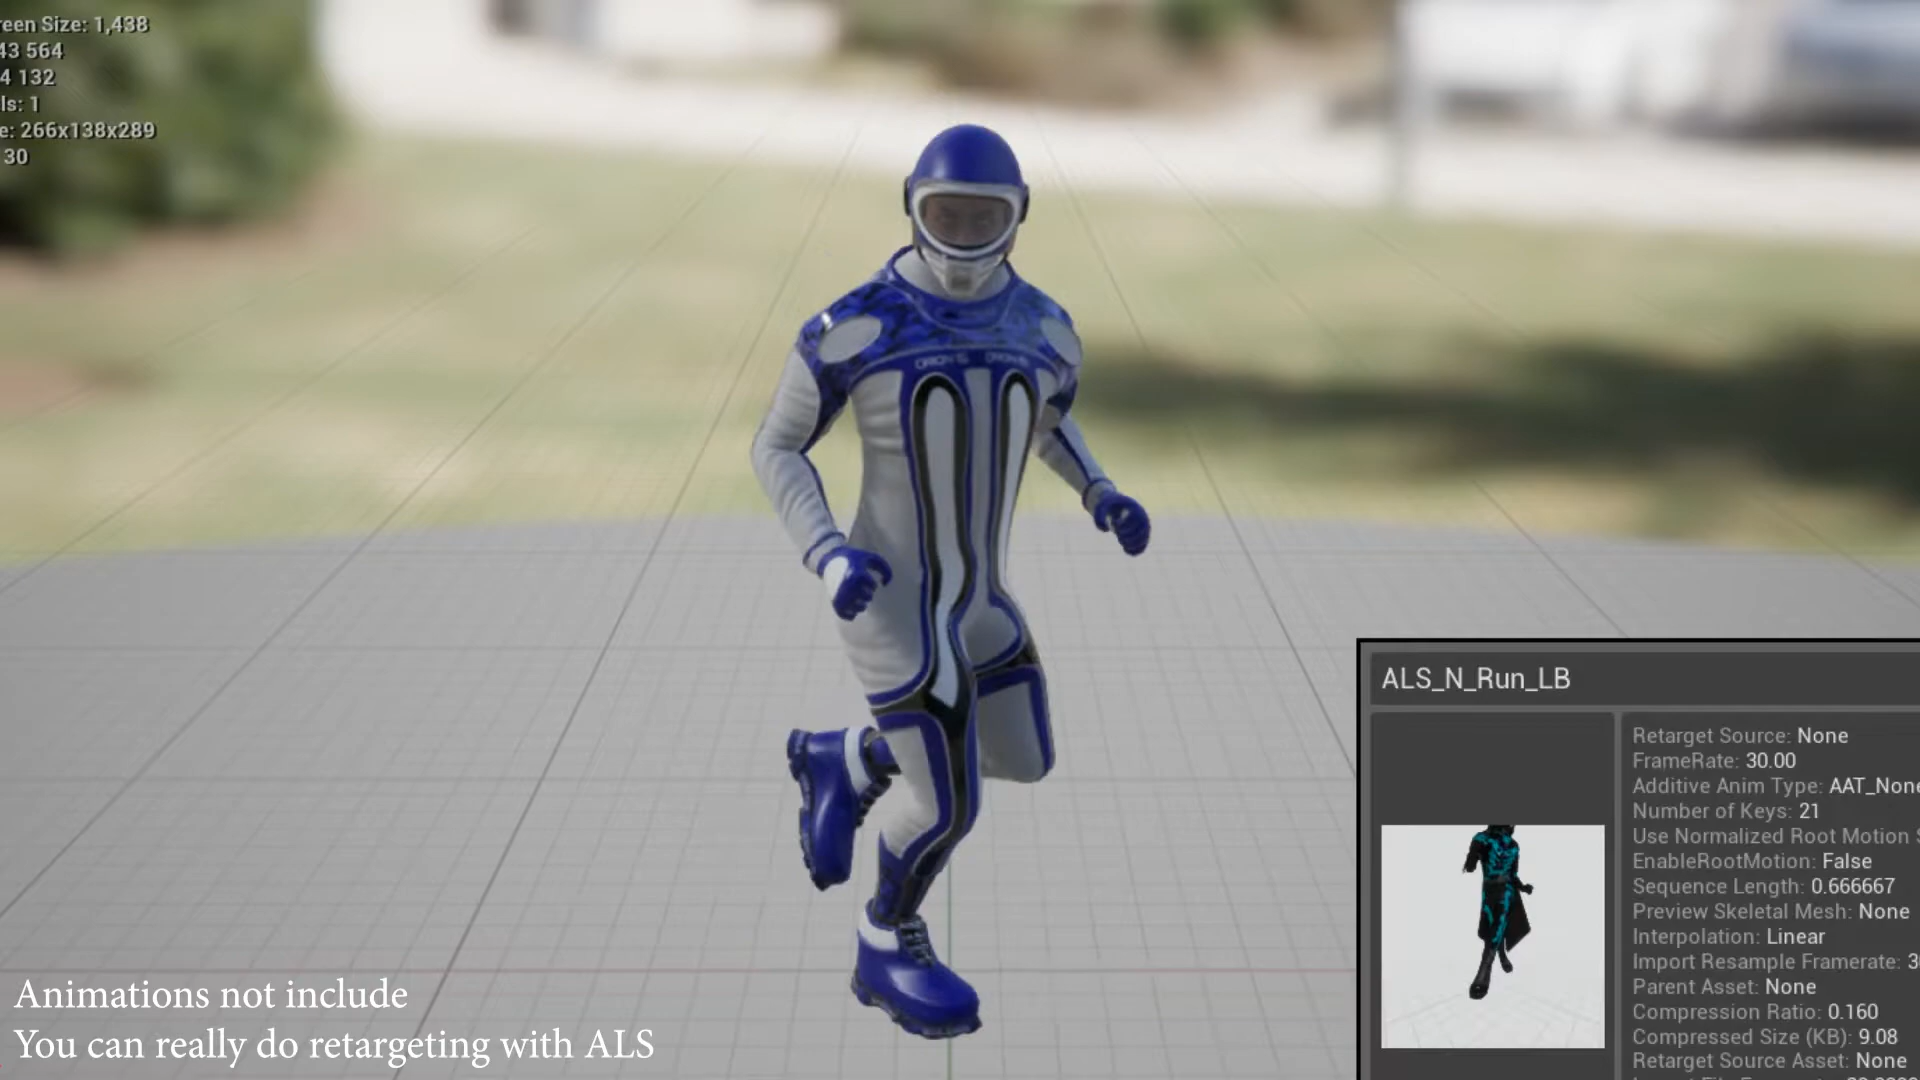 reen Size: 1,438
43 564
4 132
ls: 1
e: 266x138x289
30
ALS_N_Run_LB
Retarget Source: None
FrameRate: 30.00
Additive Anim Type: AAT_None
Number of Keys: 21
Use Normalized Root Motion S
EnableRootMotion: False
Sequence Length: 0.666667
Preview Skeletal Mesh: None
Interpolation: Linear
Import Resample Framerate: 3
Parent Asset: None
Compression Ratio: 0.160
Compressed Size (KB): 9.08
Retarget Source Asset: None
Animations not include
You can really do retargeting with ALS